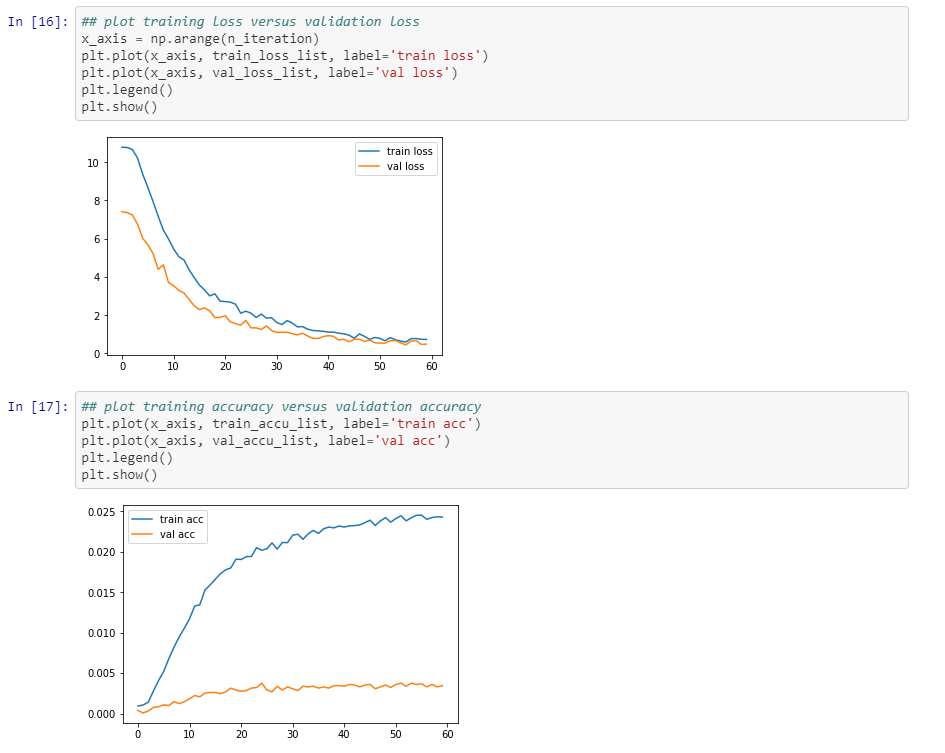 In [16]:
## plot training loss versus validation loss
x_axis = np.arange(n_iteration)
plt.plot(x_axis, train_loss_list, label='train loss')
plt.plot(x_axis, val_loss_list, label='val loss')
plt.legend()
plt.show()
train loss
val loss
10
8
6
4
2
0
0 10 20 30 40 50 60
In [17]:
## plot training accuracy versus validation accuracy
plt.plot(x_axis, train_accu_list, label='train acc')
plt.plot(x_axis, val_accu_list, label='val acc')
plt.legend()
plt.show()
train acc
val acc
0.025
0.020
0.015
0.010
0.005
0.000
0 10 20 30 40 50 60